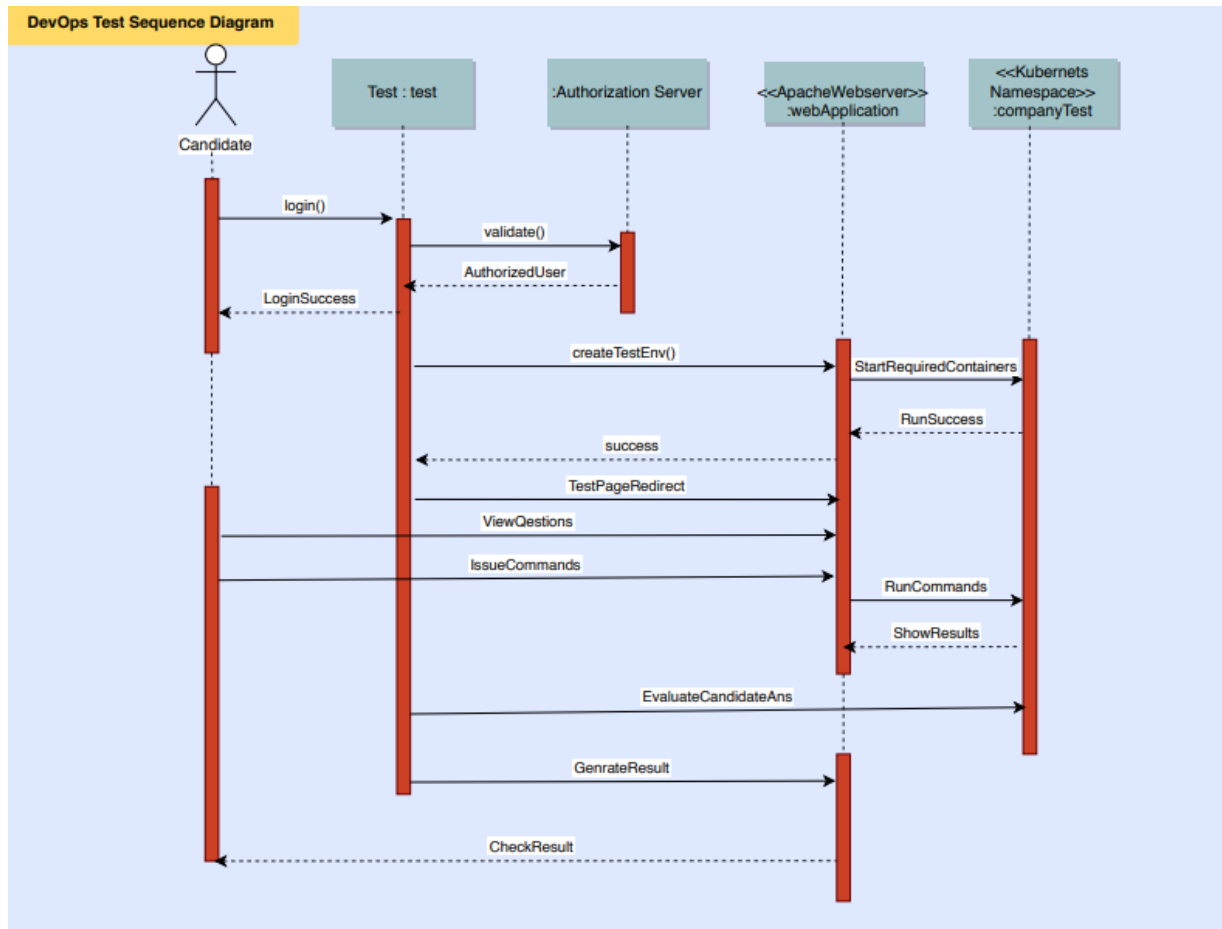 DevOps Test Sequence Diagram
Candidate
Test : test
:Authorization Server
<<ApacheWebserver>>
:webApplication
<<Kubernets
Namespace>>
:companyTest
login()
validate()
AuthorizedUser
LoginSuccess
createTestEnv()
StartRequiredContainers
RunSuccess
success
TestPageRedirect
ViewQestions
IssueCommands
RunCommands
ShowResults
EvaluateCandidateAns
GenrateResult
CheckResult